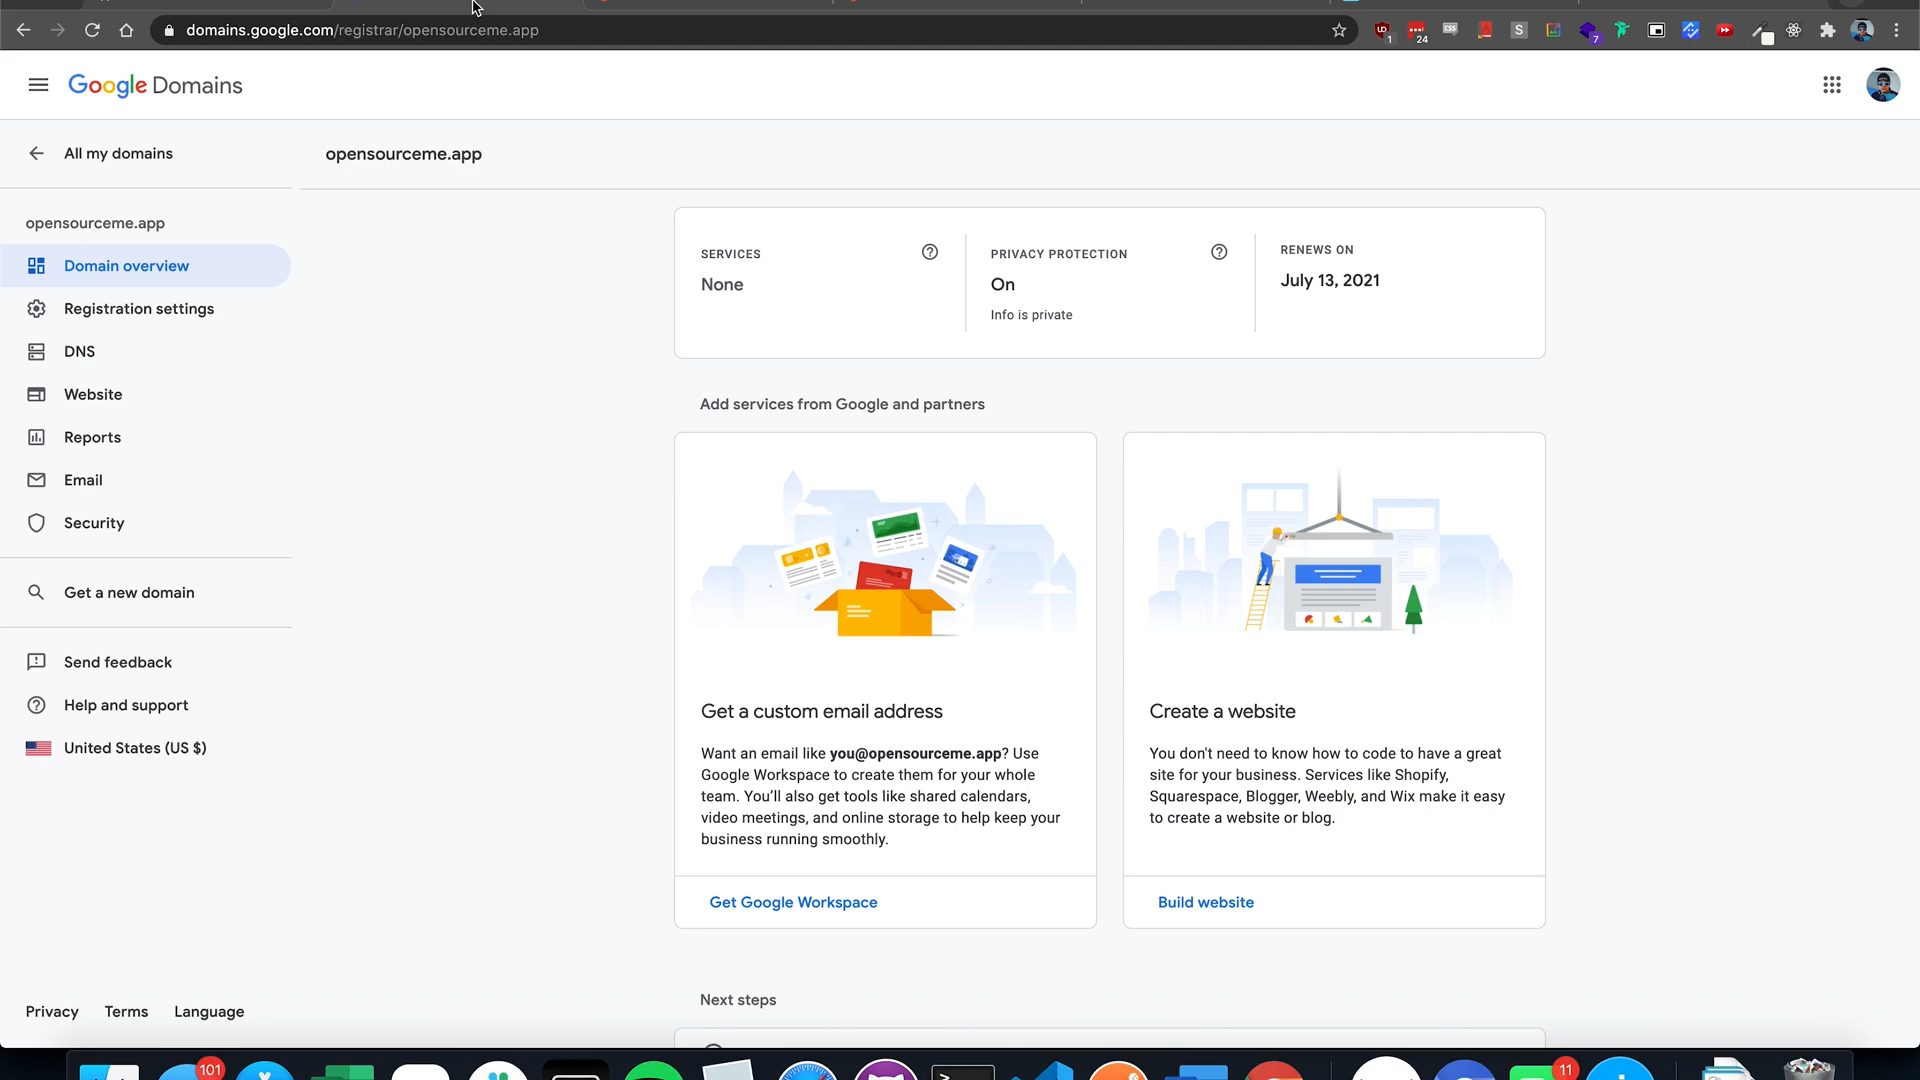 domains.google.com/registrar/opensourceme.app
1
24
CSS
S
7
Google Domains
All my domains
opensourceme.app
opensourceme.app
Domain overview
Registration settings
DNS
Website
Reports
Email
Security
Get a new domain
Send feedback
Help and support
United States (US $)
Privacy Terms Language
SERVICES
None
PRIVACY PROTECTION
On
Info is private
RENEWS ON
July 13, 2021
Add services from Google and partners
Get a custom email address
Want an email like you@opensourceme.app? Use
Google Workspace to create them for your whole
team. You'll also get tools like shared calendars,
video meetings, and online storage to help keep your
business running smoothly.
Get Google Workspace
Create a website
You don't need to know how to code to have a great
site for your business. Services like Shopify,
Squarespace, Blogger, Weebly, and Wix make it easy
to create a website or blog.
Build website
Next steps
101
11